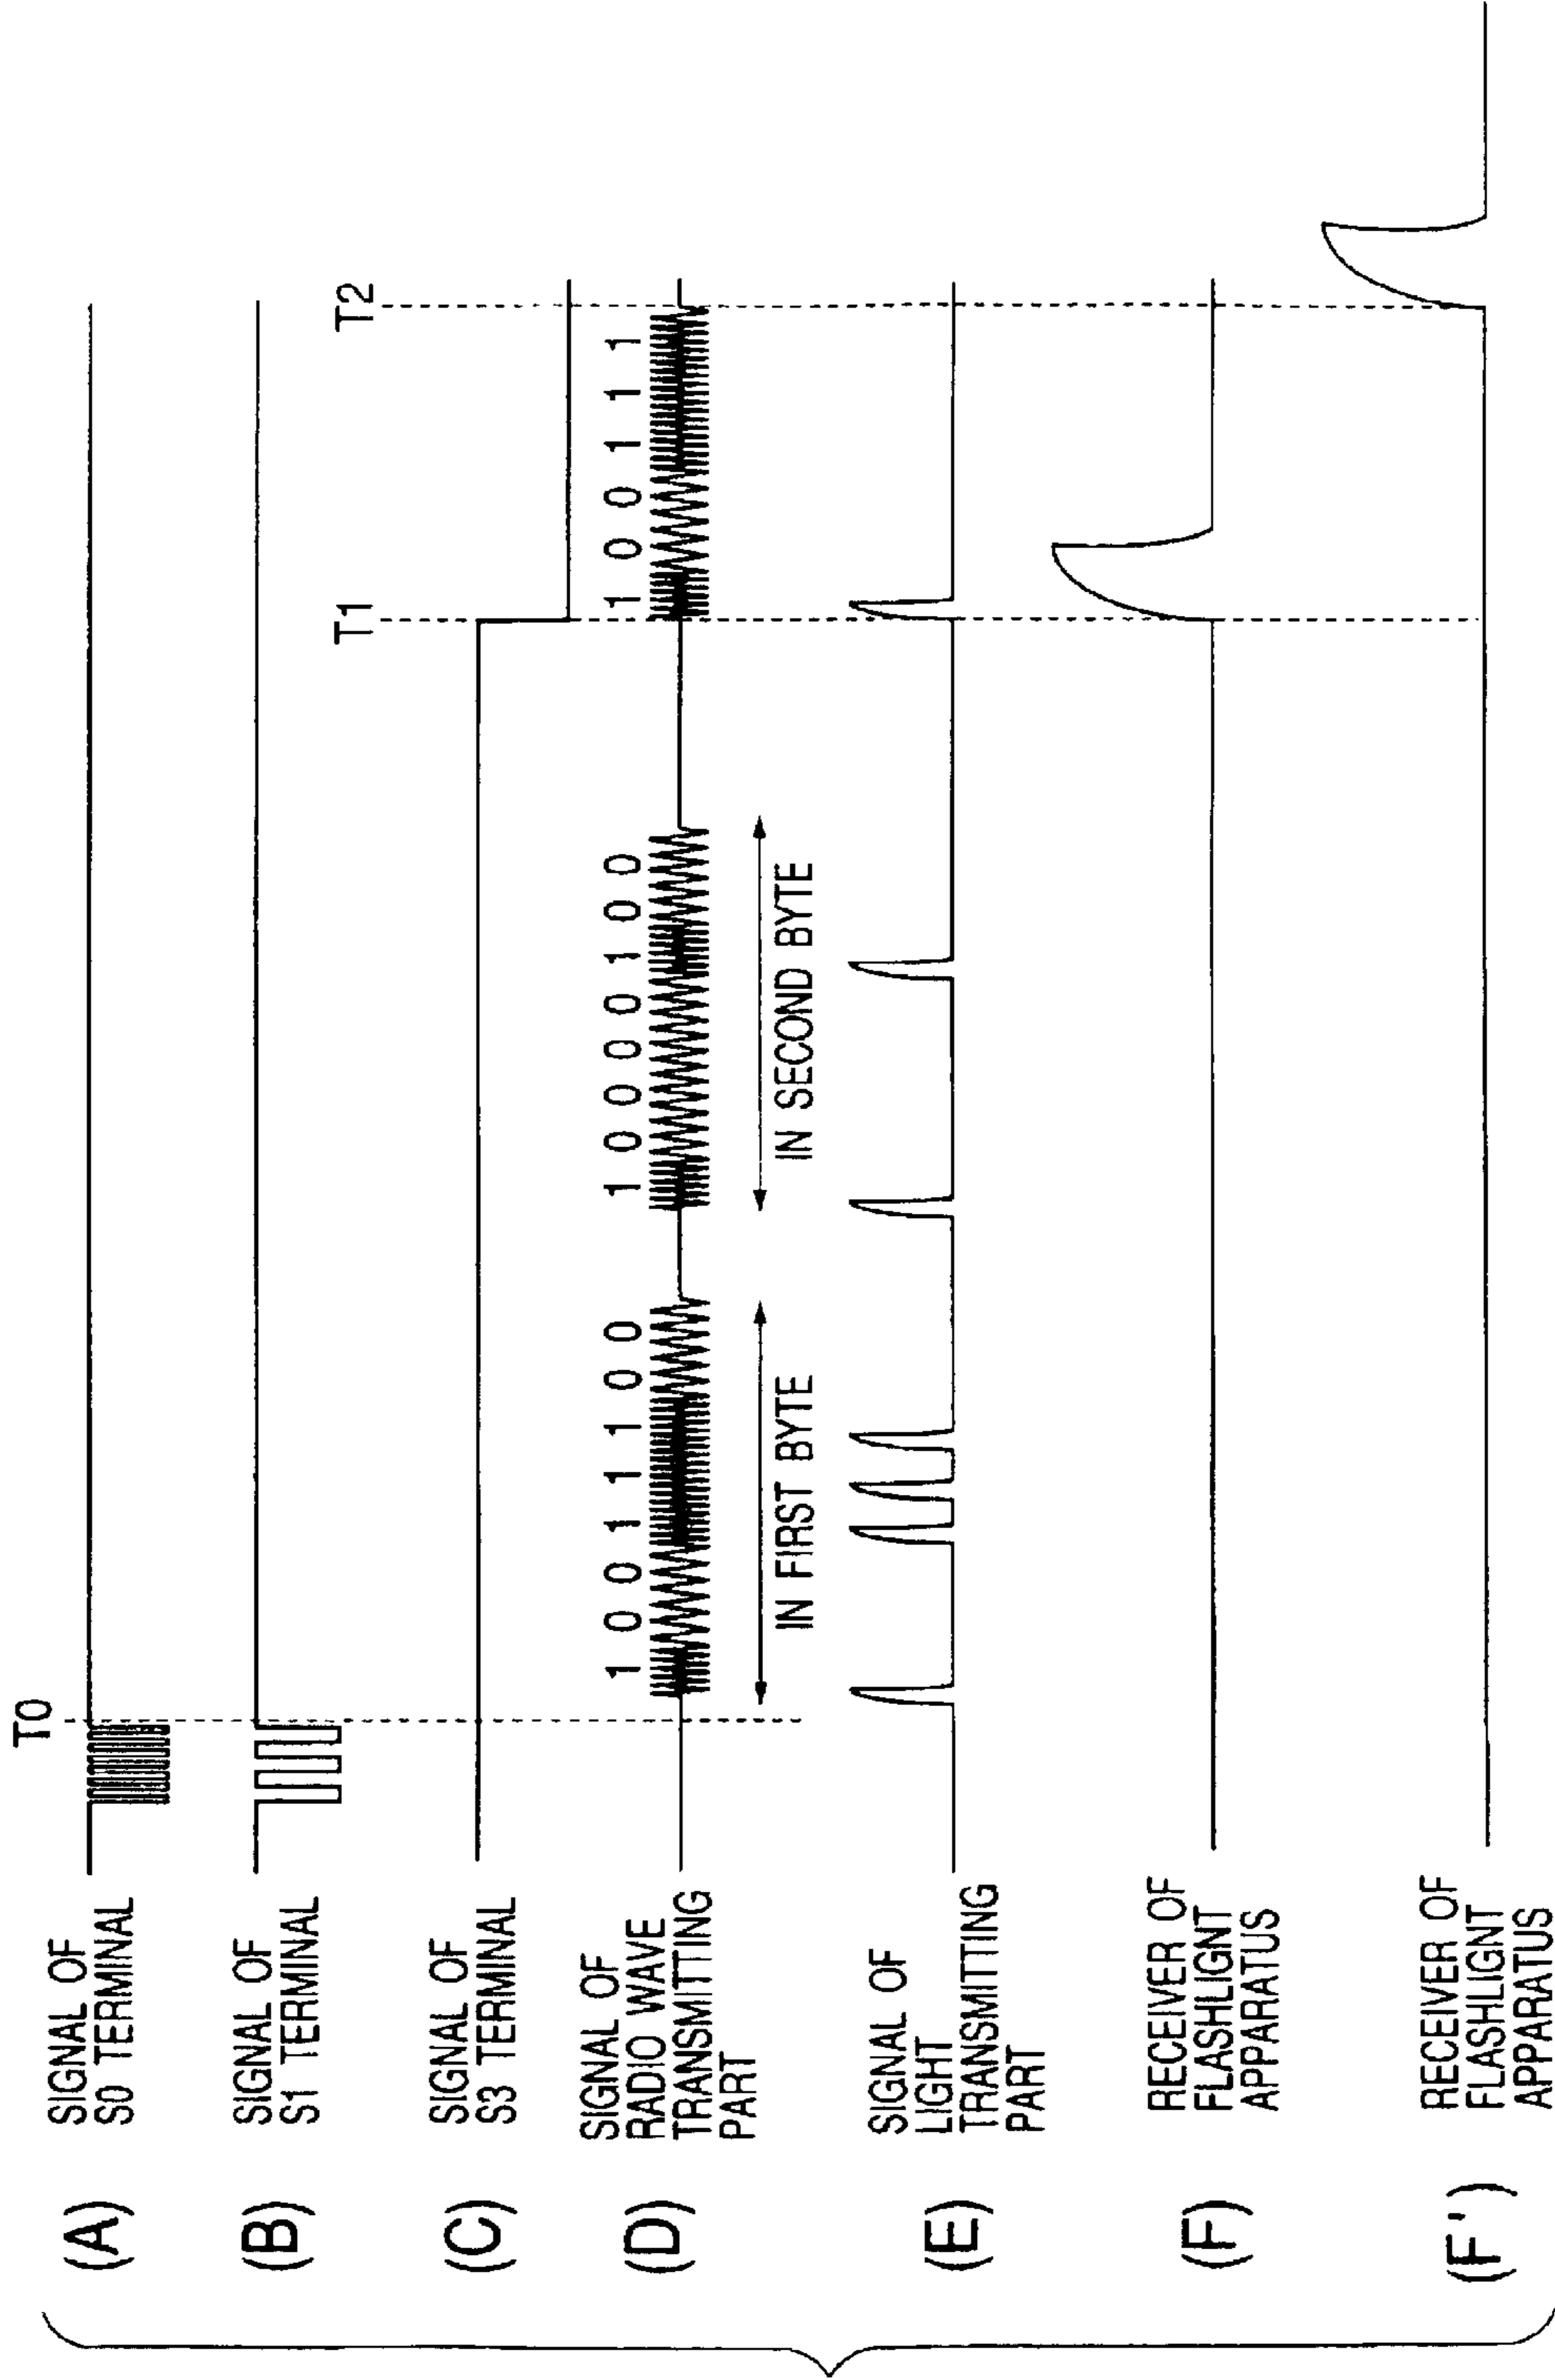 T0
(A) SIGNAL OF
S0 TERMINAL
(B) SIGNAL OF
S1 TERMINAL
T1 T2
(C) SIGNAL OF
S3 TERMINAL
(D) SIGNAL OF
RADIO WAVE
TRANSMITTING
PART
1 0 0 1 1 1 0 0 1 0 0 0 0 1 0 0 1 0 0 1 1 1
IN FIRST BYTE IN SECOND BYTE
(E) SIGNAL OF
LIGHT
TRANSMITTING
PART
(F) RECEIVER OF
FLASHLIGNT
APPARATUS
(F') RECEIVER OF
FLASHLIGNT
APPARATUS